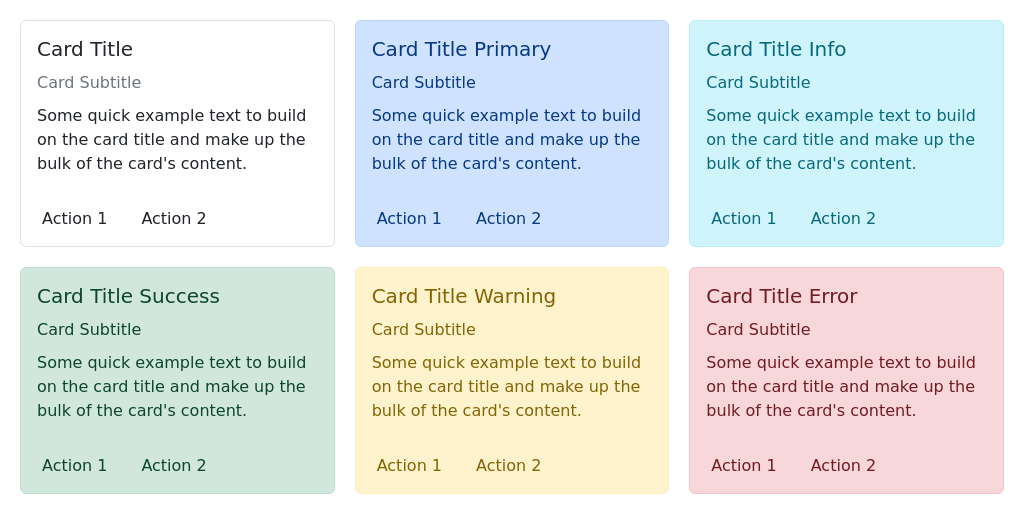 Card Title
Card Subtitle
Some quick example text to build
on the card title and make up the
bulk of the card's content.
Action 1 Action 2
Card Title Primary
Card Subtitle
Some quick example text to build
on the card title and make up the
bulk of the card's content.
Action 1 Action 2
Card Title Info
Card Subtitle
Some quick example text to build
on the card title and make up the
bulk of the card's content.
Action 1 Action 2
Card Title Success
Card Subtitle
Some quick example text to build
on the card title and make up the
bulk of the card's content.
Action 1 Action 2
Card Title Warning
Card Subtitle
Some quick example text to build
on the card title and make up the
bulk of the card's content.
Action 1 Action 2
Card Title Error
Card Subtitle
Some quick example text to build
on the card title and make up the
bulk of the card's content.
Action 1 Action 2